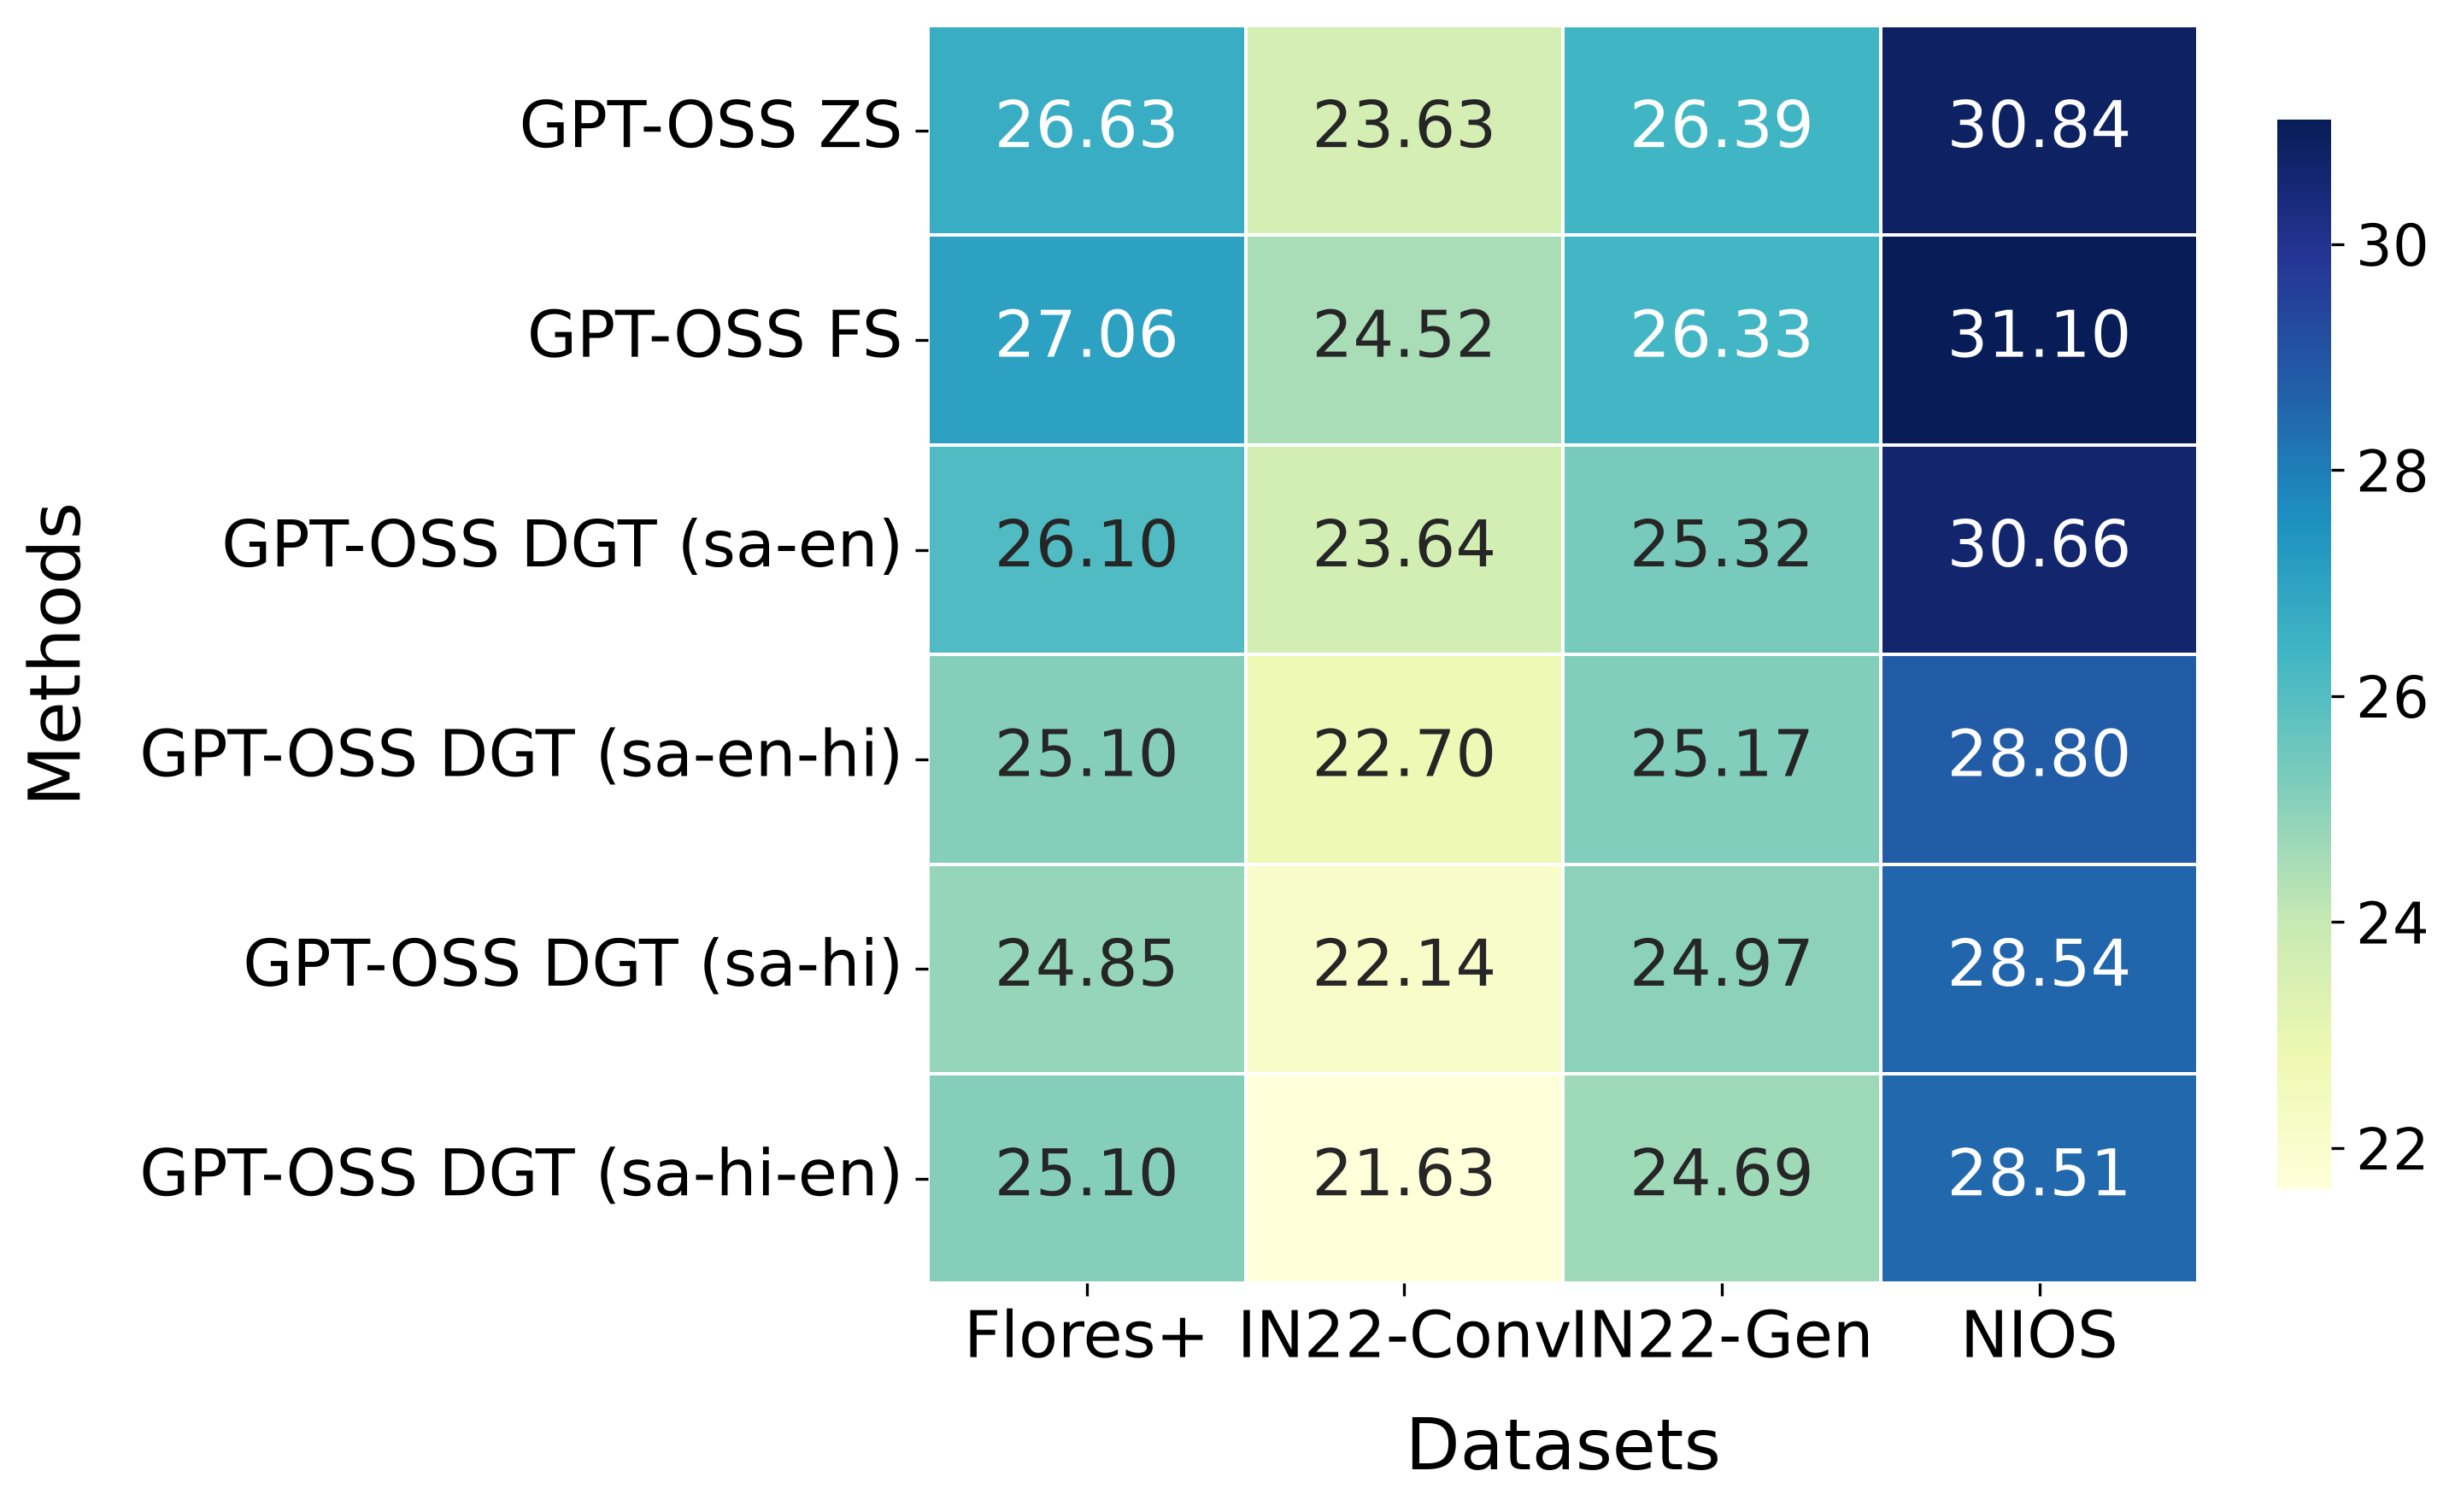 GPT-OSS ZS 26.63 23.63 26.39 30.84
GPT-OSS FS 27.06 24.52 26.33 31.10
GPT-OSS DGT (sa-en) 26.10 23.64 25.32 30.66
GPT-OSS DGT (sa-en-hi) 25.10 22.70 25.17 28.80
GPT-OSS DGT (sa-hi) 24.85 22.14 24.97 28.54
GPT-OSS DGT (sa-hi-en) 25.10 21.63 24.69 28.51
Flores+ IN22-Conv IN22-Gen NIOS
Datasets
Methods
30
28
26
24
22